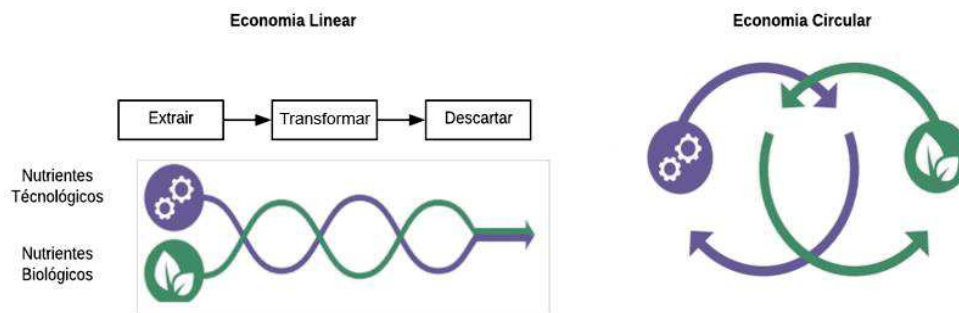 Economia Linear
Economia Circular
Extrair
Transformar
Descartar
Nutrientes
Técnológicos
Nutrientes
Biológicos